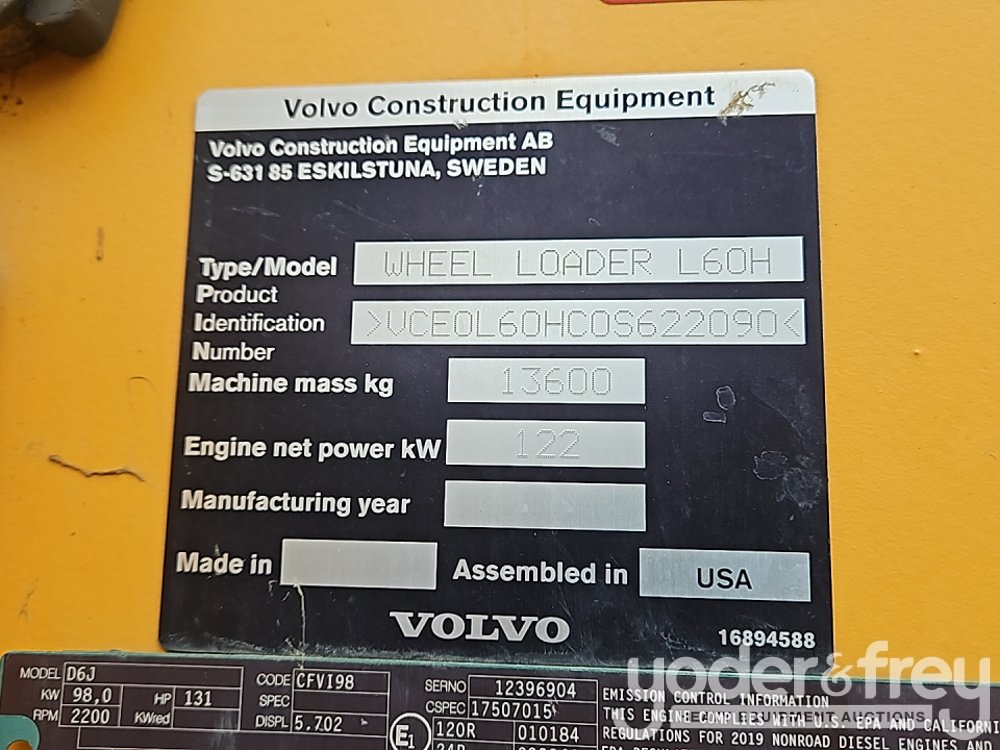 Volvo Construction Equipment
Volvo Construction Equipment AB
S-631 85 ESKILSTUNA, SWEDEN
Type/Model WHEEL LOADER L60H
Product
Identification >VCE0L60HC0S622090<
Number
Machine mass kg 13600
Engine net power kW 122
Manufacturing year
Made in Assembled in USA
VOLVO 16894588
MODEL D6J CODE CFVI98 SERNO 12396904 EMISSION CONTROL INFORMATION
KW 98,0 HP 131 SPEC CSPEC 17507015 THIS ENGINE COMPLIES WITH U.S. EPA AND CALIFORN
RPM 2200 KWred DISPL 5.702 E1 120R 010184 REGULATIONS FOR 2019 NONROAD DIESEL ENGINES AND
yoder&frey